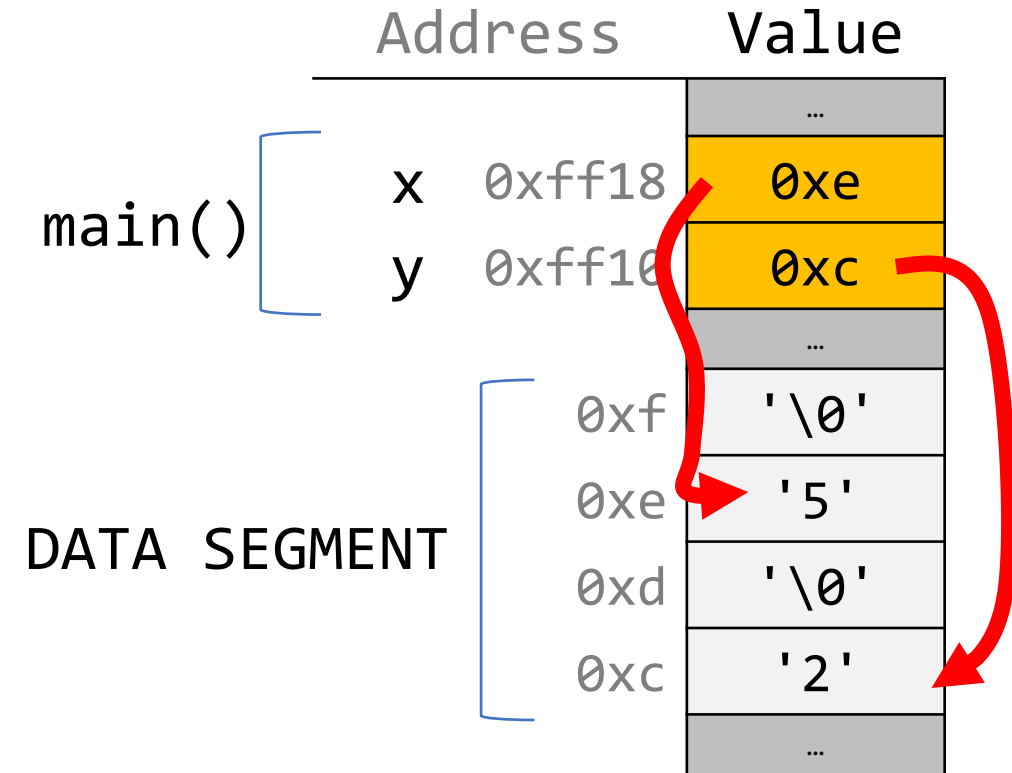 Address Value
…
x 0xff18 0xe
main()
y 0xff10 0xc
…
0xf '\0'
0xe '5'
DATA SEGMENT
0xd '\0'
0xc '2'
…